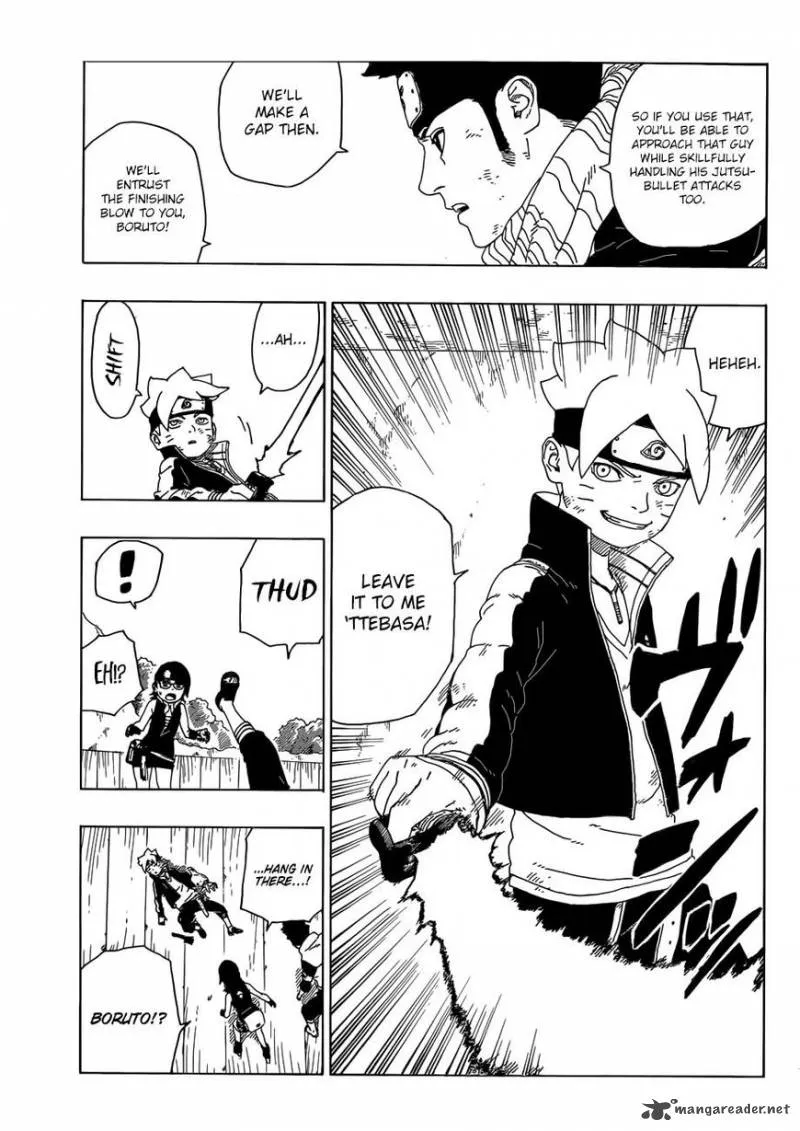 SO IF YOU USE THAT,
YOU'LL BE ABLE TO
APPROACH THAT GUY
WHILE SKILLFULLY
HANDLING HIS JUTSU-
BULLET ATTACKS
TOO.
WE'LL
MAKE A
GAP THEN.
WE'LL
ENTRUST
THE FINISHING
BLOW TO YOU,
BORUTO!
HEHEH.
LEAVE
IT TO ME
'TTEBASA!
ヴォ
...AH...
SHIFT
THUD
!
EH!?
...HANG IN
THERE...!
BORUTO!?
mangareader.net